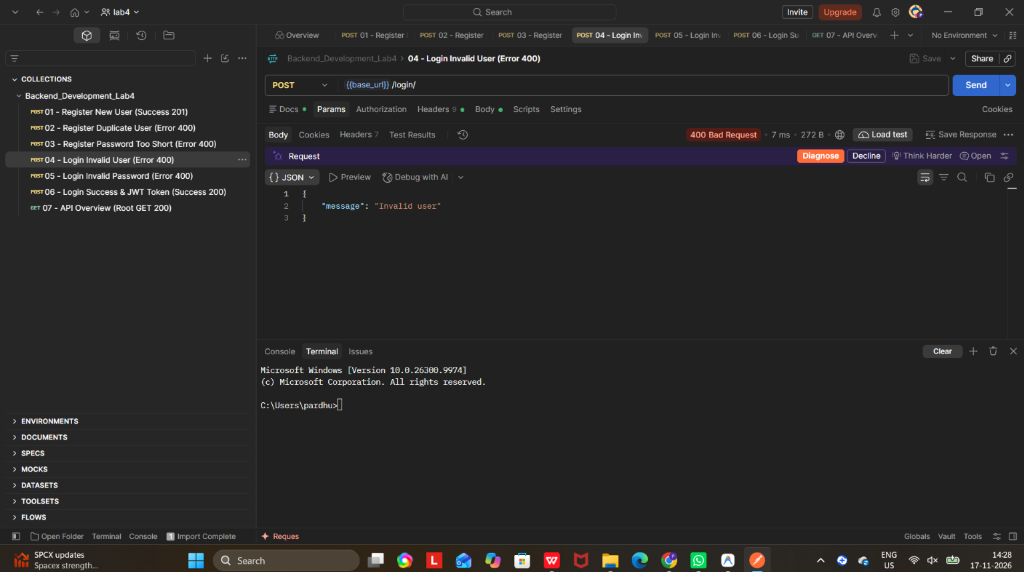 lab4
Search
Invite
Upgrade
Overview
POST 01 - Register
POST 02 - Register
POST 03 - Register
POST 04 - Login In
POST 05 - Login In
POST 06 - Login Su
GET 07 - API Overv
No Environment
Backend_Development_Lab4 > 04 - Login Invalid User (Error 400)
Save
Share
COLLECTIONS
Backend_Development_Lab4
POST 01 - Register New User (Success 201)
POST 02 - Register Duplicate User (Error 400)
POST 03 - Register Password Too Short (Error 400)
POST 04 - Login Invalid User (Error 400)
POST 05 - Login Invalid Password (Error 400)
POST 06 - Login Success & JWT Token (Success 200)
GET 07 - API Overview (Root GET 200)
POST
{{base_url}} /login/
Send
Docs
Params
Authorization
Headers 9
Body
Scripts
Settings
Cookies
Body
Cookies
Headers 7
Test Results
400 Bad Request
7 ms
272 B
Load test
Save Response
Request
Diagnose
Decline
Think Harder
Open
{ } JSON
Preview
Debug with AI
1 {
2 "message": "Invalid user"
3 }
Console
Terminal
Issues
Clear
Microsoft Windows [Version 10.0.26300.9974]
(c) Microsoft Corporation. All rights reserved.
C:\Users\pardhu>
ENVIRONMENTS
DOCUMENTS
SPECS
MOCKS
DATASETS
TOOLSETS
FLOWS
Open Folder
Terminal
Console
1 Import Complete
Reques
Globals
Vault
Tools
SPCX updates
Spacex strength...
Search
ENG
US
14:28
17-11-2026